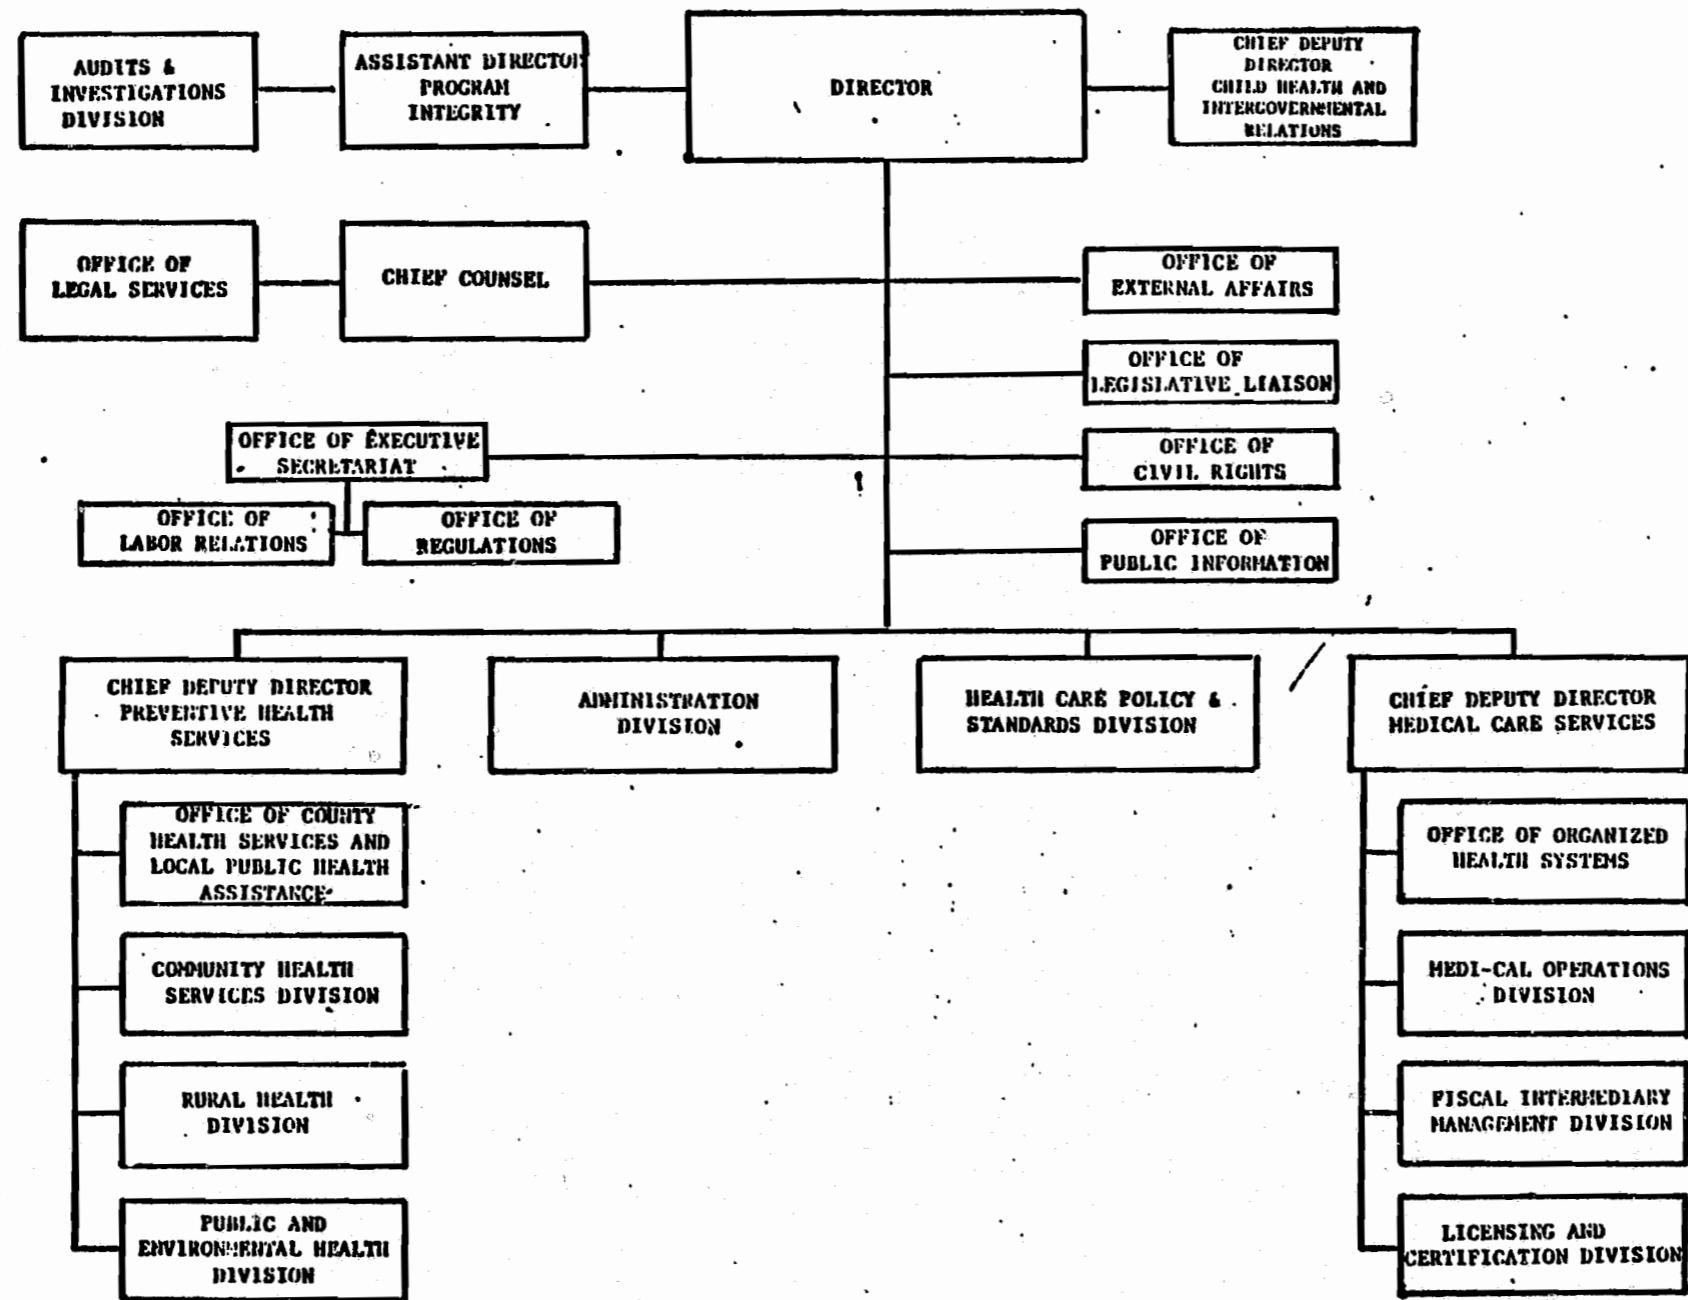 AUDITS &
INVESTIGATIONS
DIVISION
ASSISTANT DIRECTOR
PROGRAM
INTEGRITY
DIRECTOR
CHIEF DEPUTY
DIRECTOR
CHILD HEALTH AND
INTERGOVERNMENTAL
RELATIONS
OFFICE OF
LEGAL SERVICES
CHIEF COUNSEL
OFFICE OF
EXTERNAL AFFAIRS
OFFICE OF
LEGISLATIVE LIAISON
OFFICE OF EXECUTIVE
SECRETARIAT
OFFICE OF
CIVIL RIGHTS
OFFICE OF
LABOR RELATIONS
OFFICE OF
REGULATIONS
OFFICE OF
PUBLIC INFORMATION
CHIEF DEPUTY DIRECTOR
PREVENTIVE HEALTH
SERVICES
ADMINISTRATION
DIVISION
HEALTH CARE POLICY &
STANDARDS DIVISION
CHIEF DEPUTY DIRECTOR
MEDICAL CARE SERVICES
OFFICE OF COUNTY
HEALTH SERVICES AND
LOCAL PUBLIC HEALTH
ASSISTANCE
COMMUNITY HEALTH
SERVICES DIVISION
RURAL HEALTH
DIVISION
PUBLIC AND
ENVIRONMENTAL HEALTH
DIVISION
OFFICE OF ORGANIZED
HEALTH SYSTEMS
MEDI-CAL OPERATIONS
DIVISION
FISCAL INTERMEDIARY
MANAGEMENT DIVISION
LICENSING AND
CERTIFICATION DIVISION